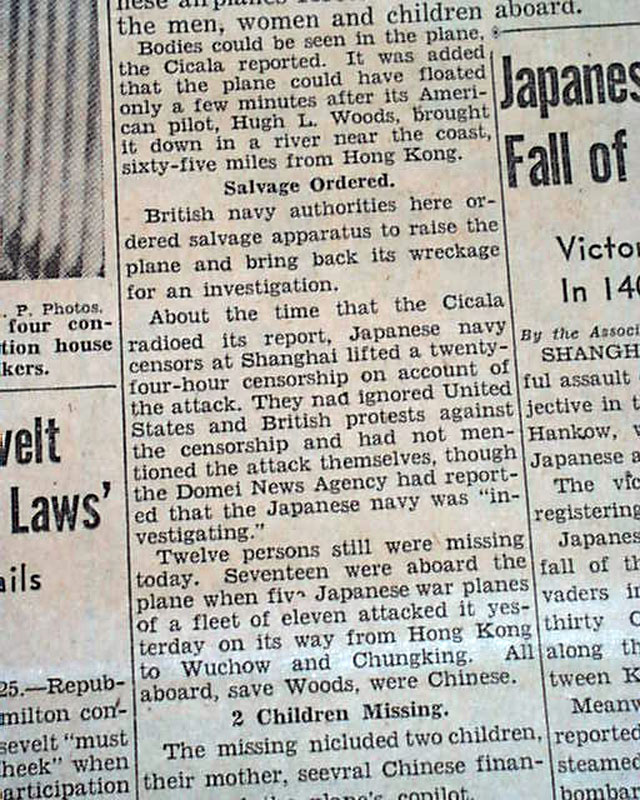 the men, women and children aboard.
Bodies could be seen in the plane,
the Cicala reported. It was added
that the plane could have floated
only a few minutes after its Ameri-
can pilot, Hugh L. Woods, brought
it down in a river near the coast,
sixty-five miles from Hong Kong.
Salvage Ordered.
British navy authorities here or-
dered salvage apparatus to raise the
plane and bring back its wreckage
for an investigation.
About the time that the Cicala
radioed its report, Japanese navy
censors at Shanghai lifted a twenty-
four-hour censorship on account of
the attack. They nad ignored United
States and British protests against
the censorship and had not men-
tioned the attack themselves, though
the Domei News Agency had report-
ed that the Japanese navy was "in-
vestigating."
Twelve persons still were missing
today. Seventeen were aboard the
plane when five Japanese war planes
of a fleet of eleven attacked it yes-
terday on its way from Hong Kong
to Wuchow and Chungking. All
aboard, save Woods, were Chinese.
2 Children Missing.
The missing nicluded two children,
their mother, seevral Chinese finan-
plane's copilot.
. P. Photos.
four con-
tion house
kers.
velt
Laws'
ails
25.—Repub-
milton con-
sevelt "must
heek" when
articipation
Japanes
Fall of
Victo
In 140
By the Associ
SHANGH
ful assault
jective in t
Hankow, w
Japanese a
The vic
registering
Japanes
fall of th
vaders in
thirty C
along th
tween K
Meanw
reported
steamed
bombar